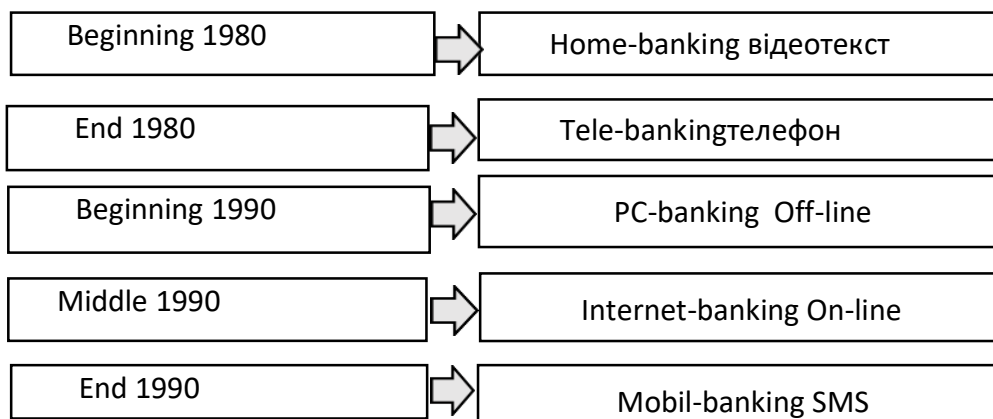 Beginning 1980
Home-banking відеотекст
End 1980
Tele-bankingтелефон
Beginning 1990
PC-banking Off-line
Middle 1990
Internet-banking On-line
End 1990
Mobil-banking SMS